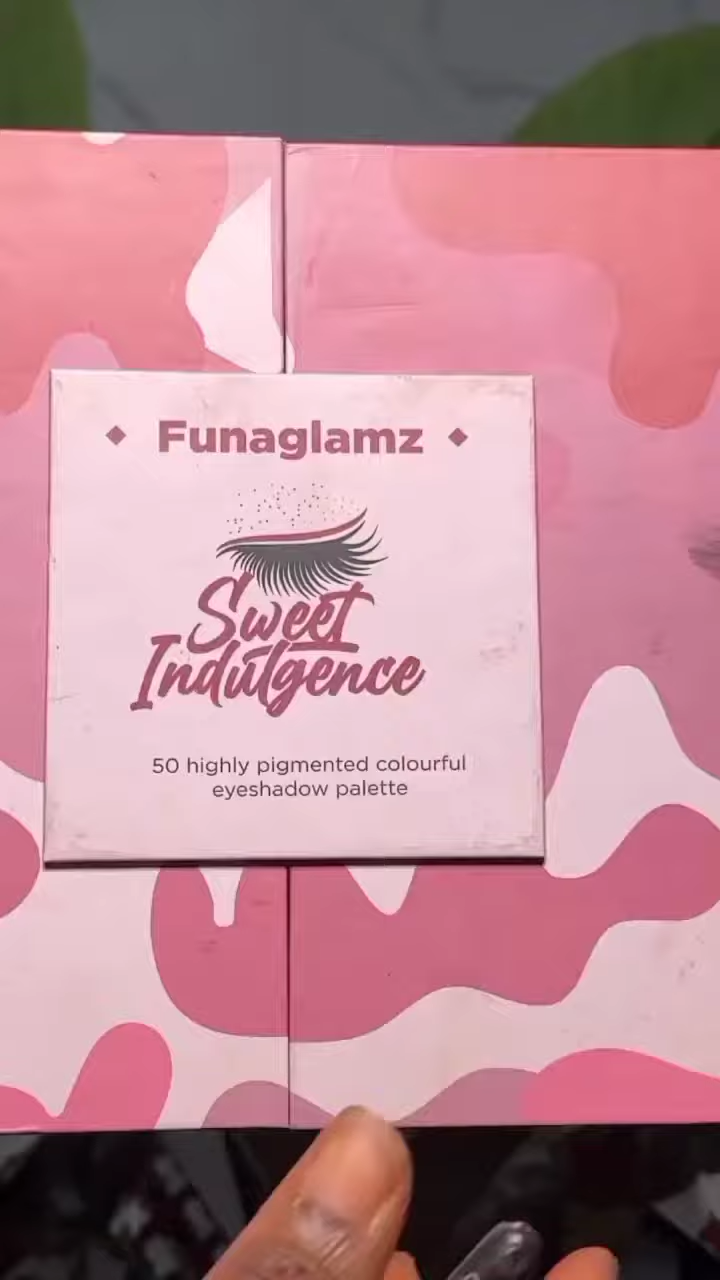 Funaglamz
Sweet
Indulgence
50 highly pigmented colourful
eyeshadow palette